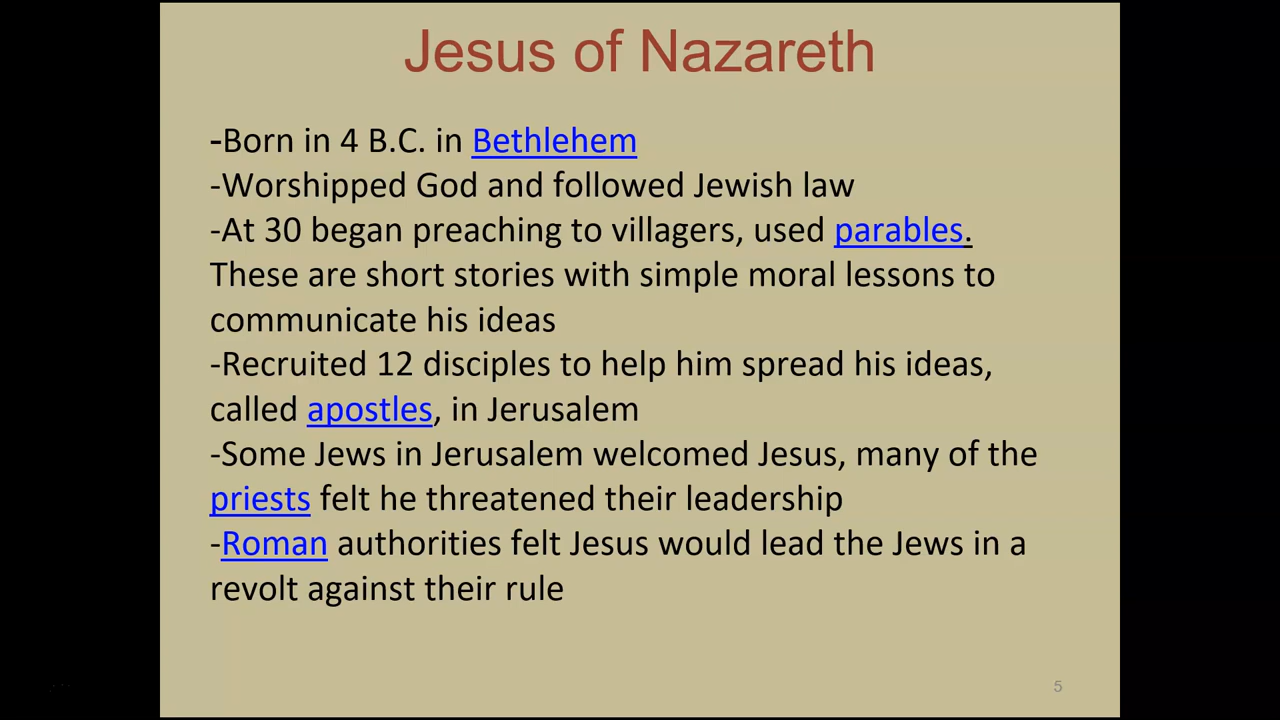 Jesus of Nazareth
-Born in 4 B.C. in Bethlehem
-Worshipped God and followed Jewish law
-At 30 began preaching to villagers, used parables.
These are short stories with simple moral lessons to
communicate his ideas
-Recruited 12 disciples to help him spread his ideas,
called apostles, in Jerusalem
-Some Jews in Jerusalem welcomed Jesus, many of the
priests felt he threatened their leadership
-Roman authorities felt Jesus would lead the Jews in a
revolt against their rule
5